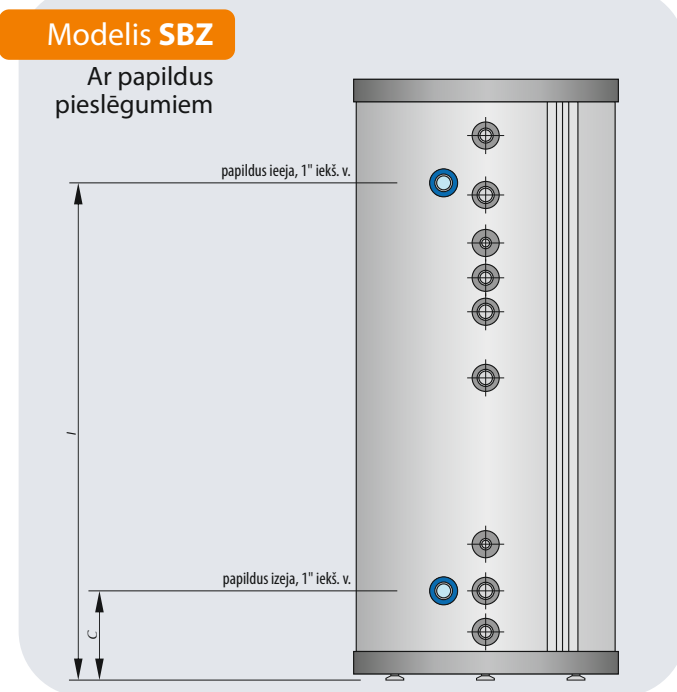 Modelis SBZ
Ar papildus
pieslēgumiem
papildus ieeja, 1" iekš. v.
I
papildus izeja, 1" iekš. v.
C